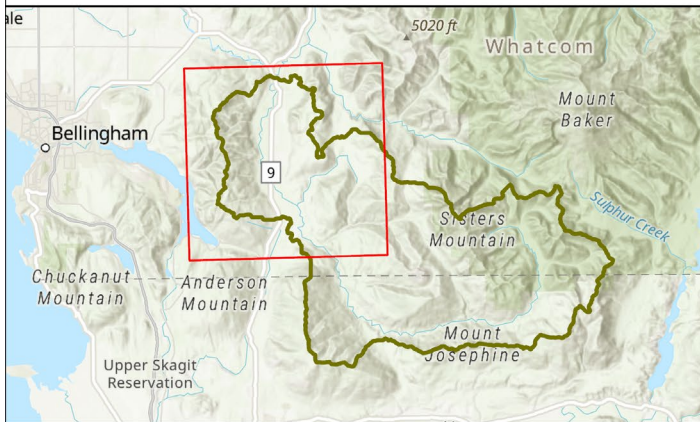 ale
5020 ft
Whatcom
Mount
Baker
Bellingham
9
Sulphur Creek
Sisters
Mountain
Chuckanut
Mountain
Anderson
Mountain
Mount
Josephine
Upper Skagit
Reservation